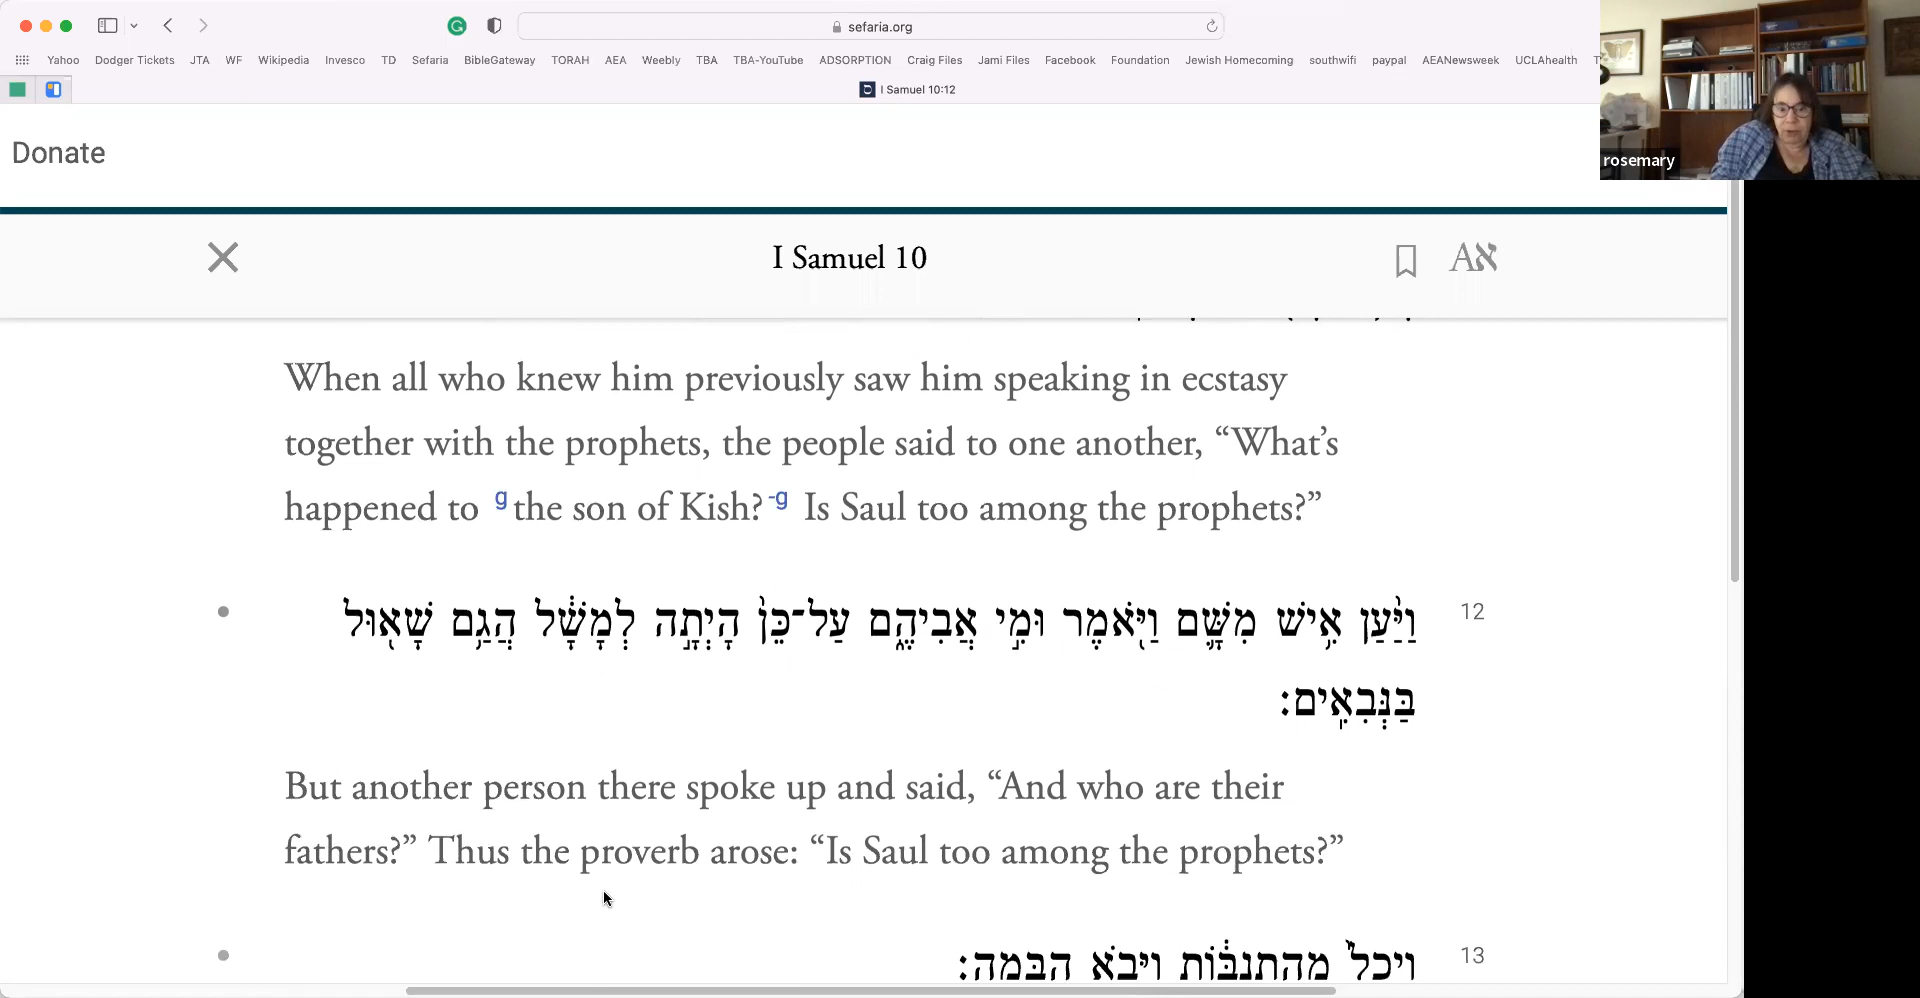 sefaria.org
Yahoo Dodger Tickets JTA WF Wikipedia Invesco TD Sefaria BibleGateway TORAH AEA Weebly TBA TBA-YouTube ADSORPTION Craig Files Jami Files Facebook Foundation Jewish Homecoming southwifi paypal AEANewsweek UCLAhealth
I Samuel 10:12
rosemary
Donate
I Samuel 10
Aא
When all who knew him previously saw him speaking in ecstasy
together with the prophets, the people said to one another, “What’s
happened to g the son of Kish? -g Is Saul too among the prophets?”
12
וַיַּ֨עַן אִ֥ישׁ מִשָּׁ֛ם וַיֹּ֖אמֶר וּמִ֣י אֲבִיהֶ֑ם עַל־כֵּן֙ הָיְתָ֣ה לְמָשָׁ֔ל הֲגַ֥ם שָׁא֖וּל
בַּנְּבִאִֽים׃
But another person there spoke up and said, “And who are their
fathers?” Thus the proverb arose: “Is Saul too among the prophets?”
13
ויכל֙ מהתנבּ֔וֹת ויּבֹא הבּמה׃